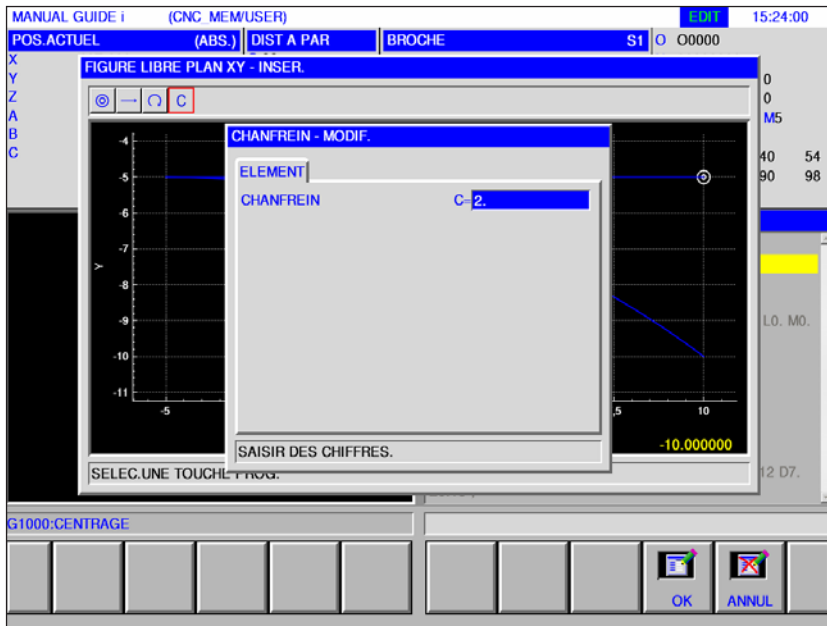 MANUAL GUIDE i (CNC_MEM/USER) EDIT 15:24:00
POS.ACTUEL (ABS.) DIST A PAR BROCHE S1 O O0000
X
Y
Z
A
B
C
0
0
M5
40 54
90 98
FIGURE LIBRE PLAN XY - INSER.
C
CHANFREIN - MODIF.
ELEMENT
CHANFREIN C=2.
SAISIR DES CHIFFRES.
-4
-5
-6
-7
Y
-8
-9
-10
-11
-5 ,5 10
-10.000000
L0. M0.
12 D7.
SELEC.UNE TOUCHE PROG.
G1000:CENTRAGE
OK ANNUL